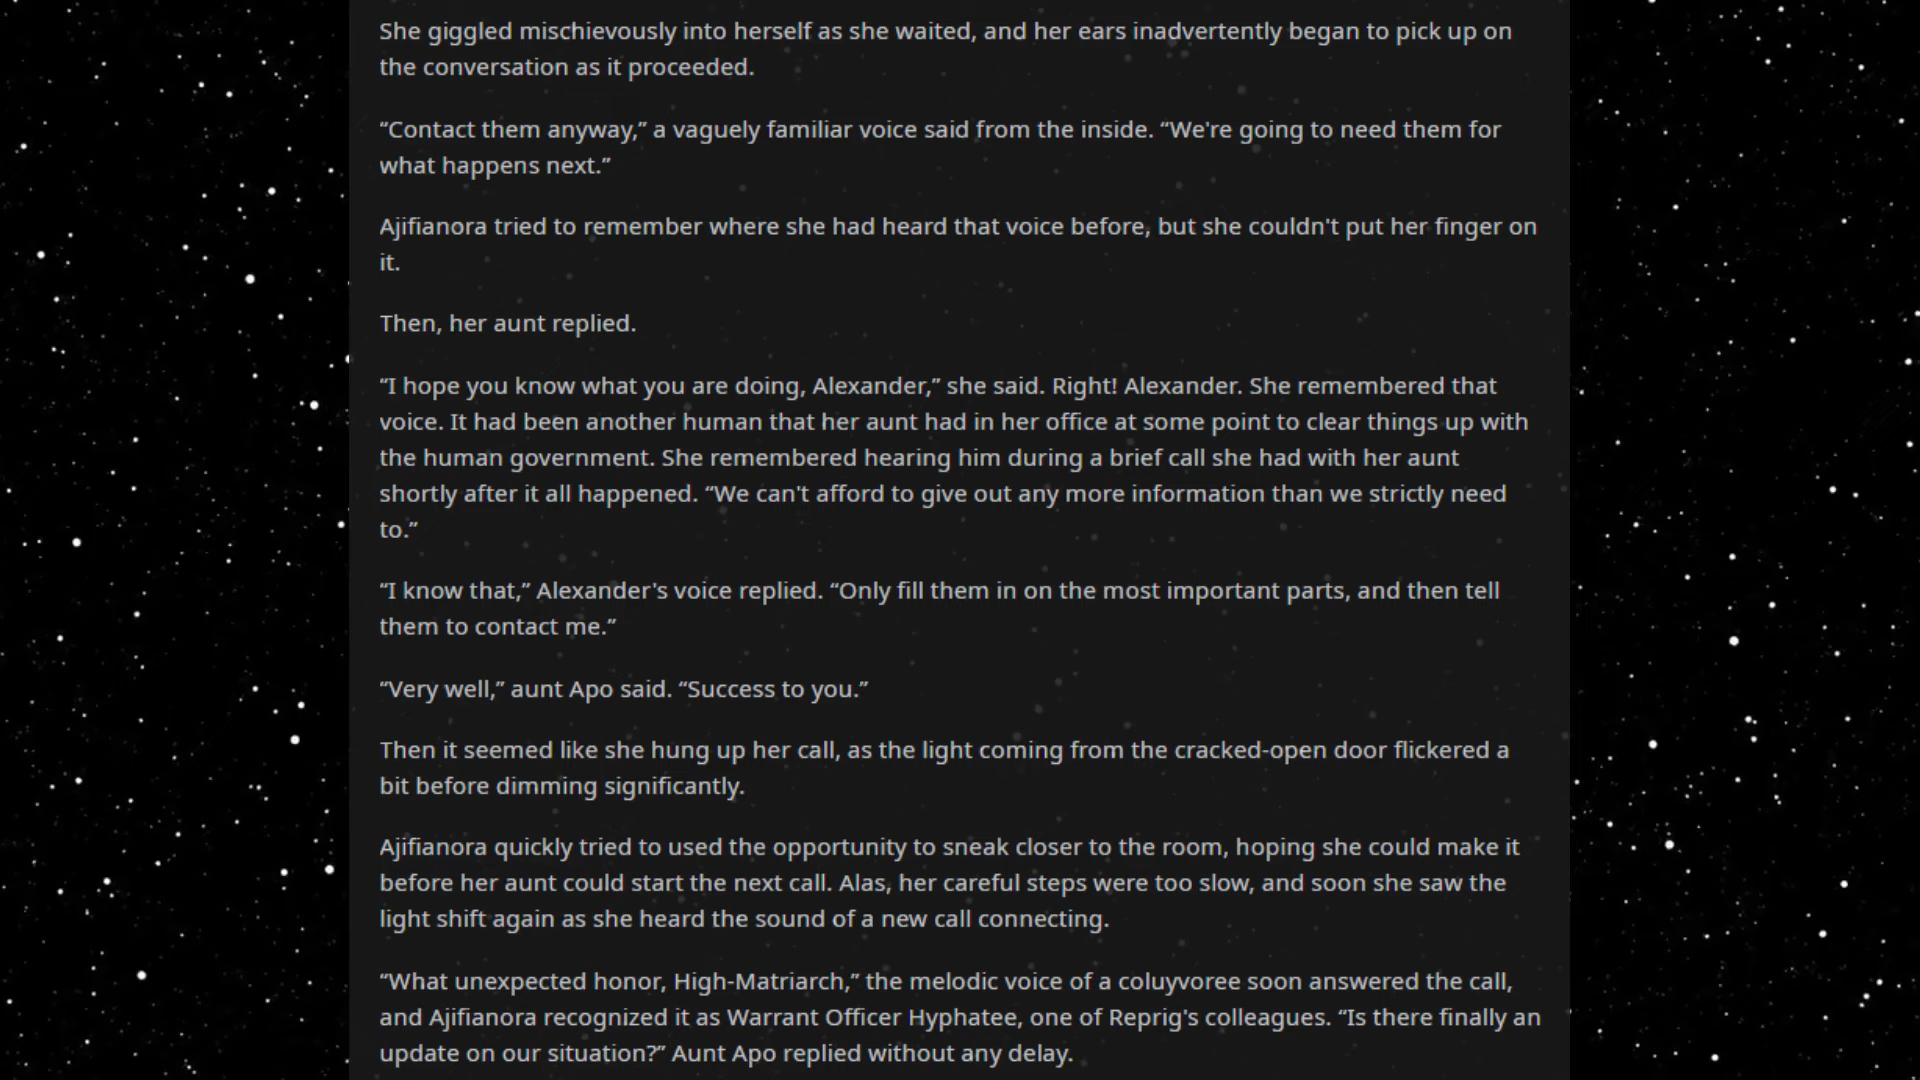 She giggled mischievously into herself as she waited, and her ears inadvertently began to pick up on
the conversation as it proceeded.
“Contact them anyway,” a vaguely familiar voice said from the inside. “We're going to need them for
what happens next.”
Ajifianora tried to remember where she had heard that voice before, but she couldn't put her finger on
it.
Then, her aunt replied.
“I hope you know what you are doing, Alexander,” she said. Right! Alexander. She remembered that
voice. It had been another human that her aunt had in her office at some point to clear things up with
the human government. She remembered hearing him during a brief call she had with her aunt
shortly after it all happened. “We can't afford to give out any more information than we strictly need
to.”
“I know that,” Alexander's voice replied. “Only fill them in on the most important parts, and then tell
them to contact me.”
“Very well,” aunt Apo said. “Success to you.”
Then it seemed like she hung up her call, as the light coming from the cracked-open door flickered a
bit before dimming significantly.
Ajifianora quickly tried to used the opportunity to sneak closer to the room, hoping she could make it
before her aunt could start the next call. Alas, her careful steps were too slow, and soon she saw the
light shift again as she heard the sound of a new call connecting.
“What unexpected honor, High-Matriarch,” the melodic voice of a coluyvoree soon answered the call,
and Ajifianora recognized it as Warrant Officer Hyphatee, one of Reprig's colleagues. “Is there finally an
update on our situation?” Aunt Apo replied without any delay.